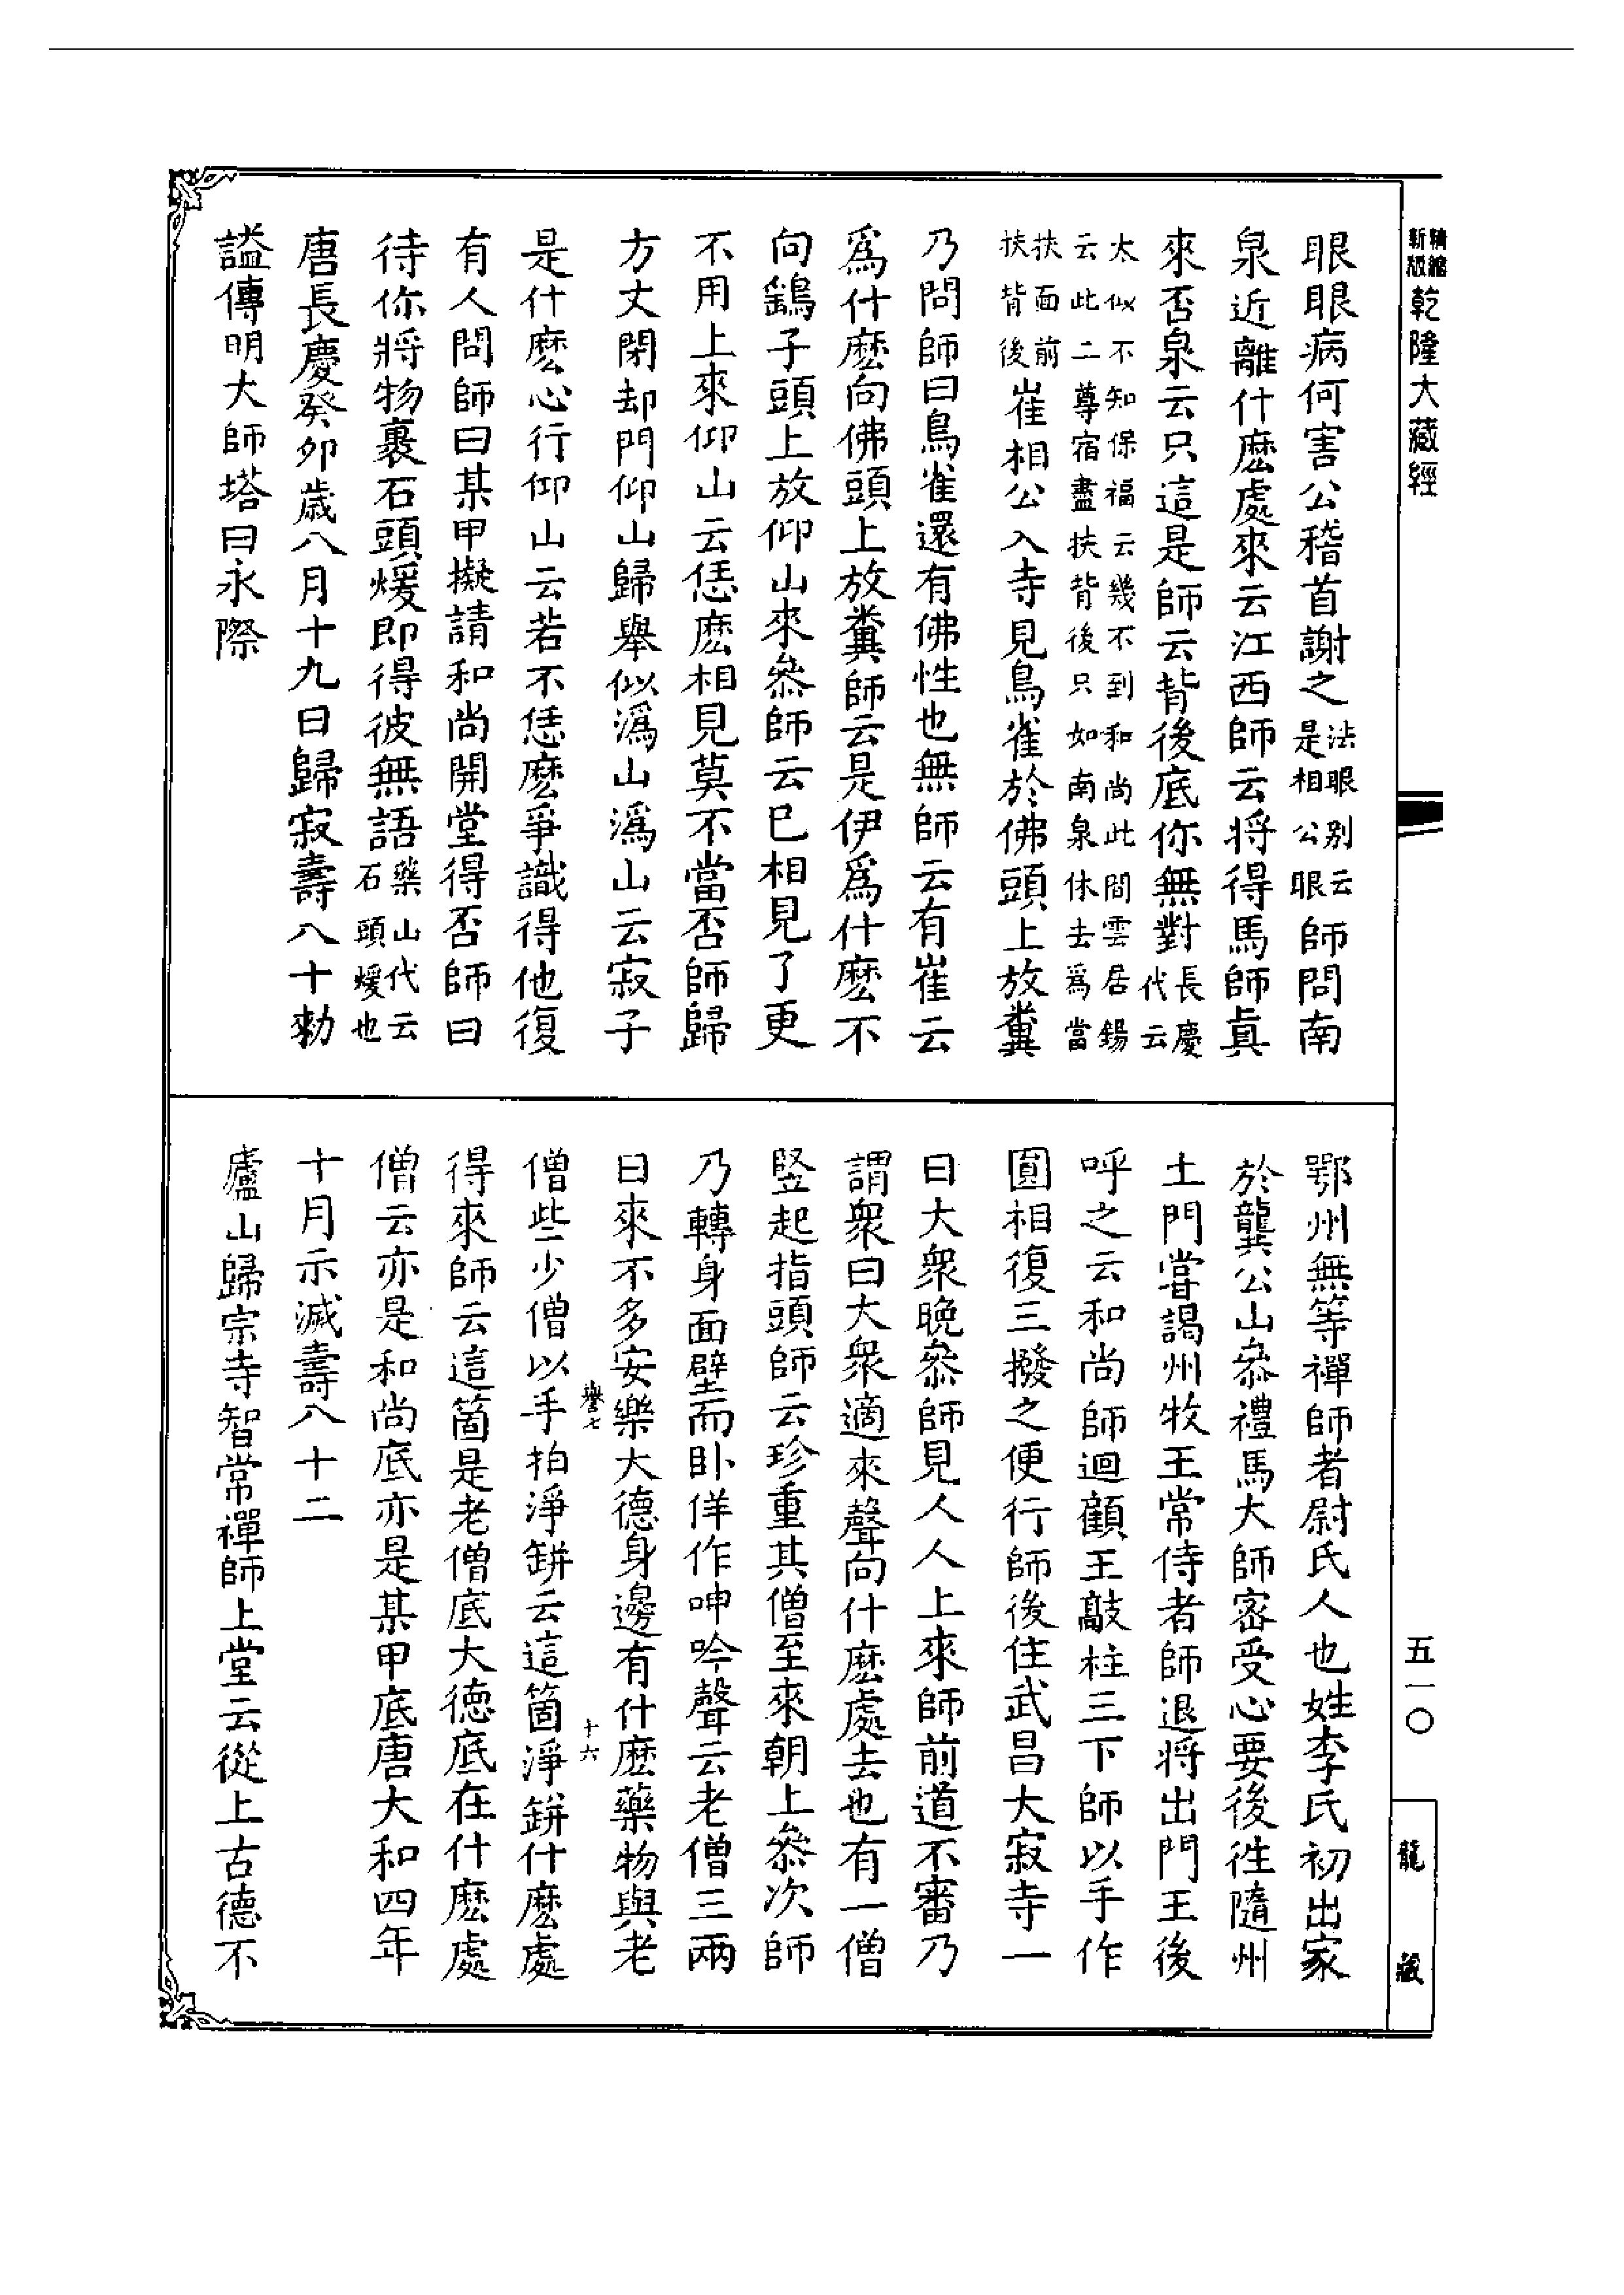 精縮新版乾隆大藏經
眼眼病何害公稽首謝之法眼別云是相公眼師問南
泉近離什麽處來云江西師云將得馬師眞
來否泉云只這是師云背後底你無對長慶代云
太似不知保福云幾不到和尚此問雲居錫
云此二尊宿盡扶背後只如南泉休去爲當
扶面前扶背後崔相公入寺見鳥雀於佛頭上放糞
乃問師曰鳥雀還有佛性也無師云有崔云
爲什麽向佛頭上放糞師云是伊爲什麽不
向鷂子頭上放仰山來叅師云已相見了更
不用上來仰山云恁麽相見莫不當否師歸
方丈閉却門仰山歸舉似溈山溈山云寂子
是什麽心行仰山云若不恁麽爭識得他復
有人問師曰某甲擬請和尚開堂得否師曰
待你將物裹石頭煖即得彼無語藥山代云石頭煖也
唐長慶癸卯歲八月十九日歸寂壽八十勅
謚傳明大師塔曰永際
鄂州無等禪師者尉氏人也姓李氏初出家
於龔公山叅禮馬大師密受心要後徃隨州
土門嘗謁州牧王常侍者師退將出門王後
呼之云和尚師迴顧王敲柱三下師以手作
圓相復三撥之便行師後住武昌大寂寺一
日大衆晚叅師見人人上來師前道不審乃
謂衆曰大衆適來聲向什麽處去也有一僧
竪起指頭師云珍重其僧至來朝上叅次師
乃轉身面壁而臥佯作呻吟聲云老僧三兩
日來不多安樂大德身邊有什麽藥物與老
譽七 十六
僧些少僧以手拍淨缾云這箇淨缾什麽處
得來師云這箇是老僧底大德底在什麽處
僧云亦是和尚底亦是某甲底唐大和四年
十月示滅壽八十二
廬山歸宗寺智常禪師上堂云從上古德不
五一〇
龍藏